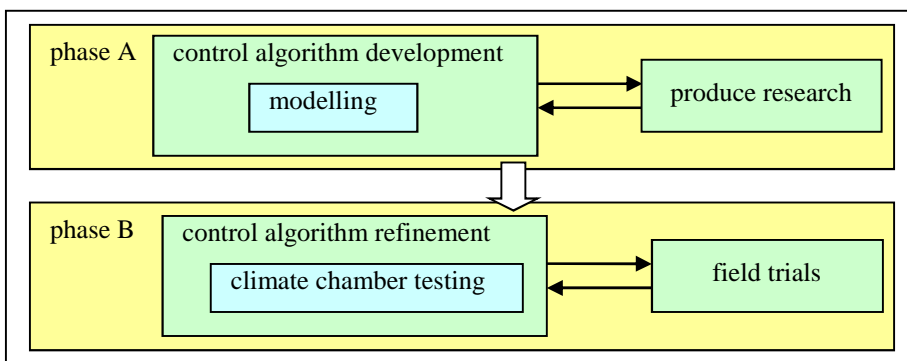 phase A
control algorithm development
modelling
produce research
phase B
control algorithm refinement
climate chamber testing
field trials